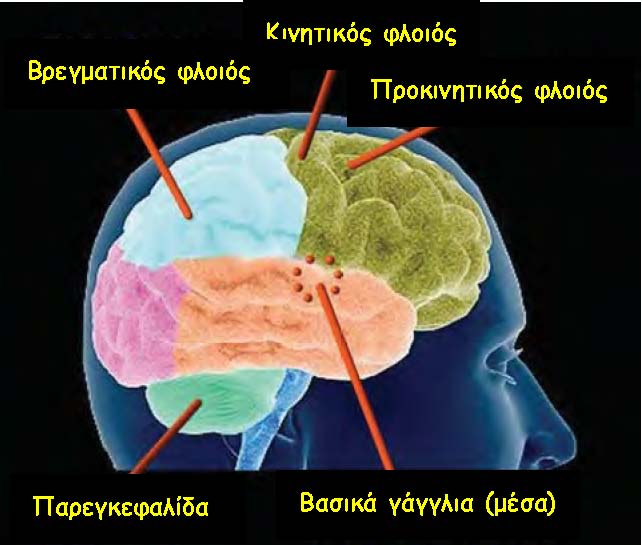 Κινητικός φλοιός
Βρεγματικός φλοιός
Προκινητικός φλοιός
Παρεγκεφαλίδα
Βασικά γάγγλια (μέσα)